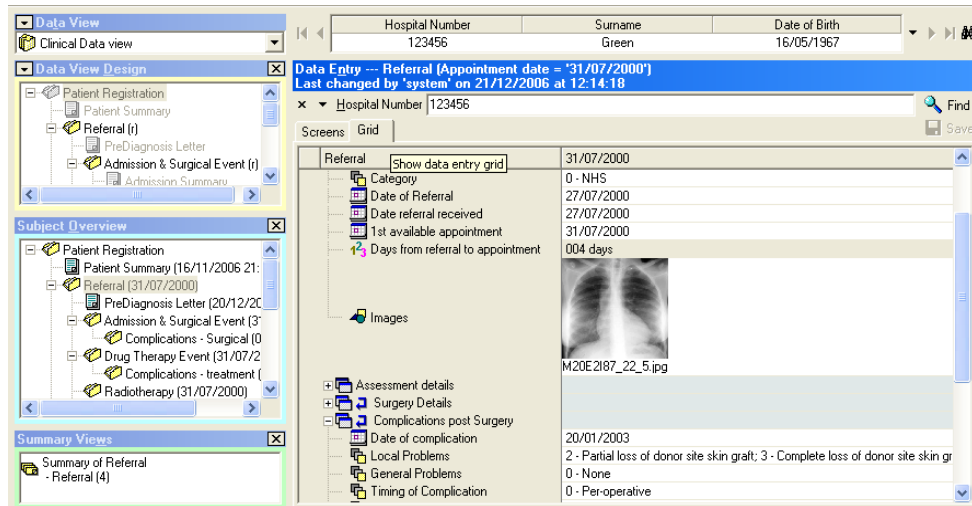 Data View
Clinical Data view
Hospital Number Surname Date of Birth
123456 Green 16/05/1967
Data View Design
Patient Registration
Patient Summary
Referral (r)
PreDiagnosis Letter
Admission & Surgical Event (r)
Admission Summary
Data Entry --- Referral (Appointment date = '31/07/2000')
Last changed by 'system' on 21/12/2006 at 12:14:18
Hospital Number 123456
Find
Screens Grid
Save
Show data entry grid
Referral 31/07/2000
Category 0 - NHS
Date of Referral 27/07/2000
Date referral received 27/07/2000
1st available appointment 31/07/2000
Days from referral to appointment 004 days
Images
M20E2I87_22_5.jpg
Assessment details
Surgery Details
Complications post Surgery
Date of complication 20/01/2003
Local Problems 2 - Partial loss of donor site skin graft; 3 - Complete loss of donor site skin gr
General Problems 0 - None
Timing of Complication 0 - Per-operative
Subject Overview
Patient Registration
Patient Summary (16/11/2006 21:
Referral (31/07/2000)
PreDiagnosis Letter (20/12/20
Admission & Surgical Event (3
Complications - Surgical (0
Drug Therapy Event (31/07/2
Complications - treatment (
Radiotherapy (31/07/2000)
Summary Views
Summary of Referral
- Referral (4)